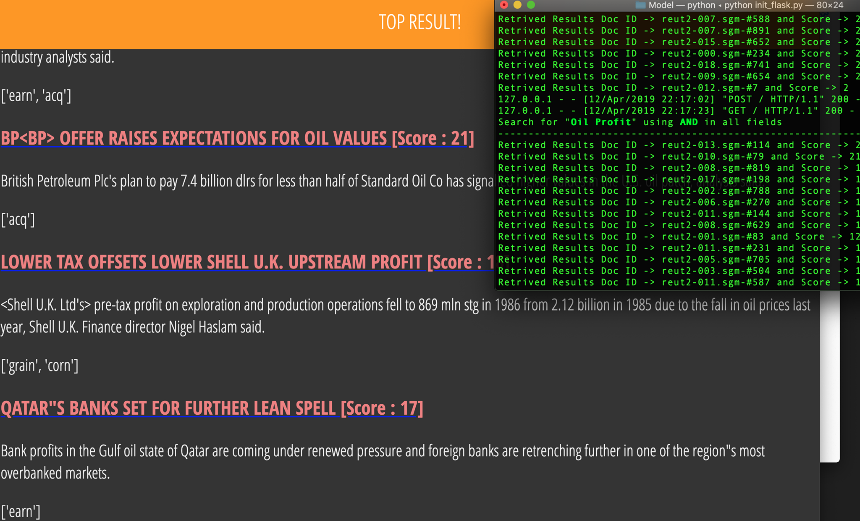 TOP RESULT!
industry analysts said.
['earn', 'acq']
BP<BP> OFFER RAISES EXPECTATIONS FOR OIL VALUES [Score : 21]
British Petroleum Plc's plan to pay 7.4 billion dlrs for less than half of Standard Oil Co has
['acq']
LOWER TAX OFFSETS LOWER SHELL U.K. UPSTREAM PROFIT [Score :
<Shell U.K. Ltd's> pre-tax profit on exploration and production operations fell to 869 mln stg in 1986 from 2.12 billion in 1985 due to the fall in oil prices last
year, Shell U.K. Finance director Nigel Haslam said.
['grain', 'corn']
QATAR"S BANKS SET FOR FURTHER LEAN SPELL [Score : 17]
Bank profits in the Gulf oil state of Qatar are coming under renewed pressure and foreign banks are retrenching further in one of the region"s most
overbanked markets.
['earn']
Model — python • python init_flask.py — 80×24
Retrived Results Doc ID -> reut2-007.sgm-#588 and Score -> 2
Retrived Results Doc ID -> reut2-007.sgm-#891 and Score -> 2
Retrived Results Doc ID -> reut2-015.sgm-#652 and Score -> 2
Retrived Results Doc ID -> reut2-000.sgm-#234 and Score -> 2
Retrived Results Doc ID -> reut2-018.sgm-#741 and Score -> 2
Retrived Results Doc ID -> reut2-009.sgm-#654 and Score -> 2
Retrived Results Doc ID -> reut2-012.sgm-#7 and Score -> 2
127.0.0.1 - - [12/Apr/2019 22:17:02] "POST / HTTP/1.1" 200 -
127.0.0.1 - - [12/Apr/2019 22:17:23] "GET / HTTP/1.1" 200 -
Search for "Oil Profit" using AND in all fields
Retrived Results Doc ID -> reut2-013.sgm-#114 and Score -> 2
Retrived Results Doc ID -> reut2-010.sgm-#79 and Score -> 21
Retrived Results Doc ID -> reut2-008.sgm-#819 and Score -> 1
Retrived Results Doc ID -> reut2-017.sgm-#198 and Score -> 1
Retrived Results Doc ID -> reut2-002.sgm-#788 and Score -> 1
Retrived Results Doc ID -> reut2-006.sgm-#270 and Score -> 1
Retrived Results Doc ID -> reut2-011.sgm-#144 and Score -> 1
Retrived Results Doc ID -> reut2-008.sgm-#629 and Score -> 1
Retrived Results Doc ID -> reut2-001.sgm-#83 and Score -> 12
Retrived Results Doc ID -> reut2-011.sgm-#231 and Score -> 1
Retrived Results Doc ID -> reut2-005.sgm-#705 and Score -> 1
Retrived Results Doc ID -> reut2-003.sgm-#504 and Score -> 1
Retrived Results Doc ID -> reut2-011.sgm-#587 and Score -> 1